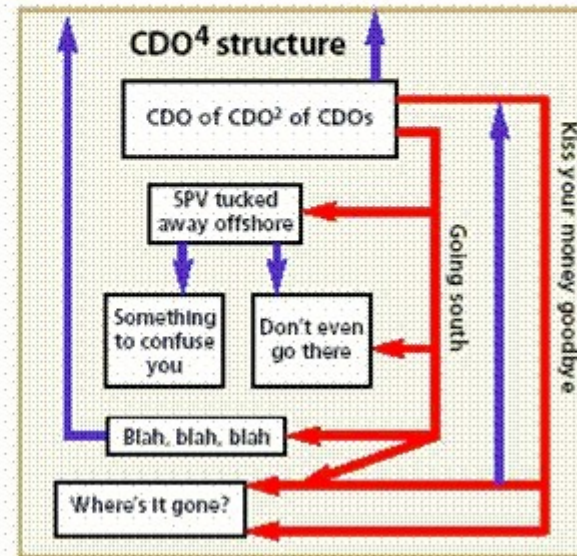 CDO⁴ structure
CDO of CDO² of CDOs
SPV tucked
away offshore
Something
to confuse
you
Don't even
go there
Blah, blah, blah
Where's it gone?
Going south
Kiss your money goodbye